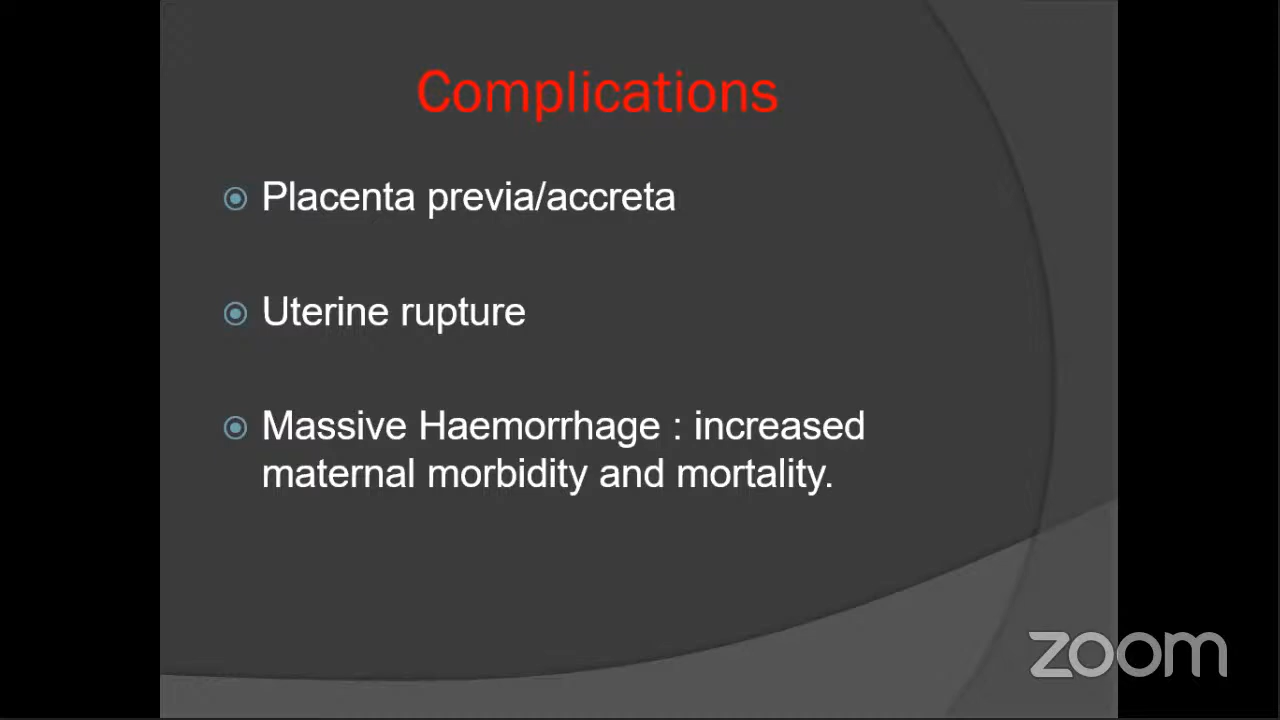 Complications
Placenta previa/accreta
Uterine rupture
Massive Haemorrhage : increased
maternal morbidity and mortality.
zoom